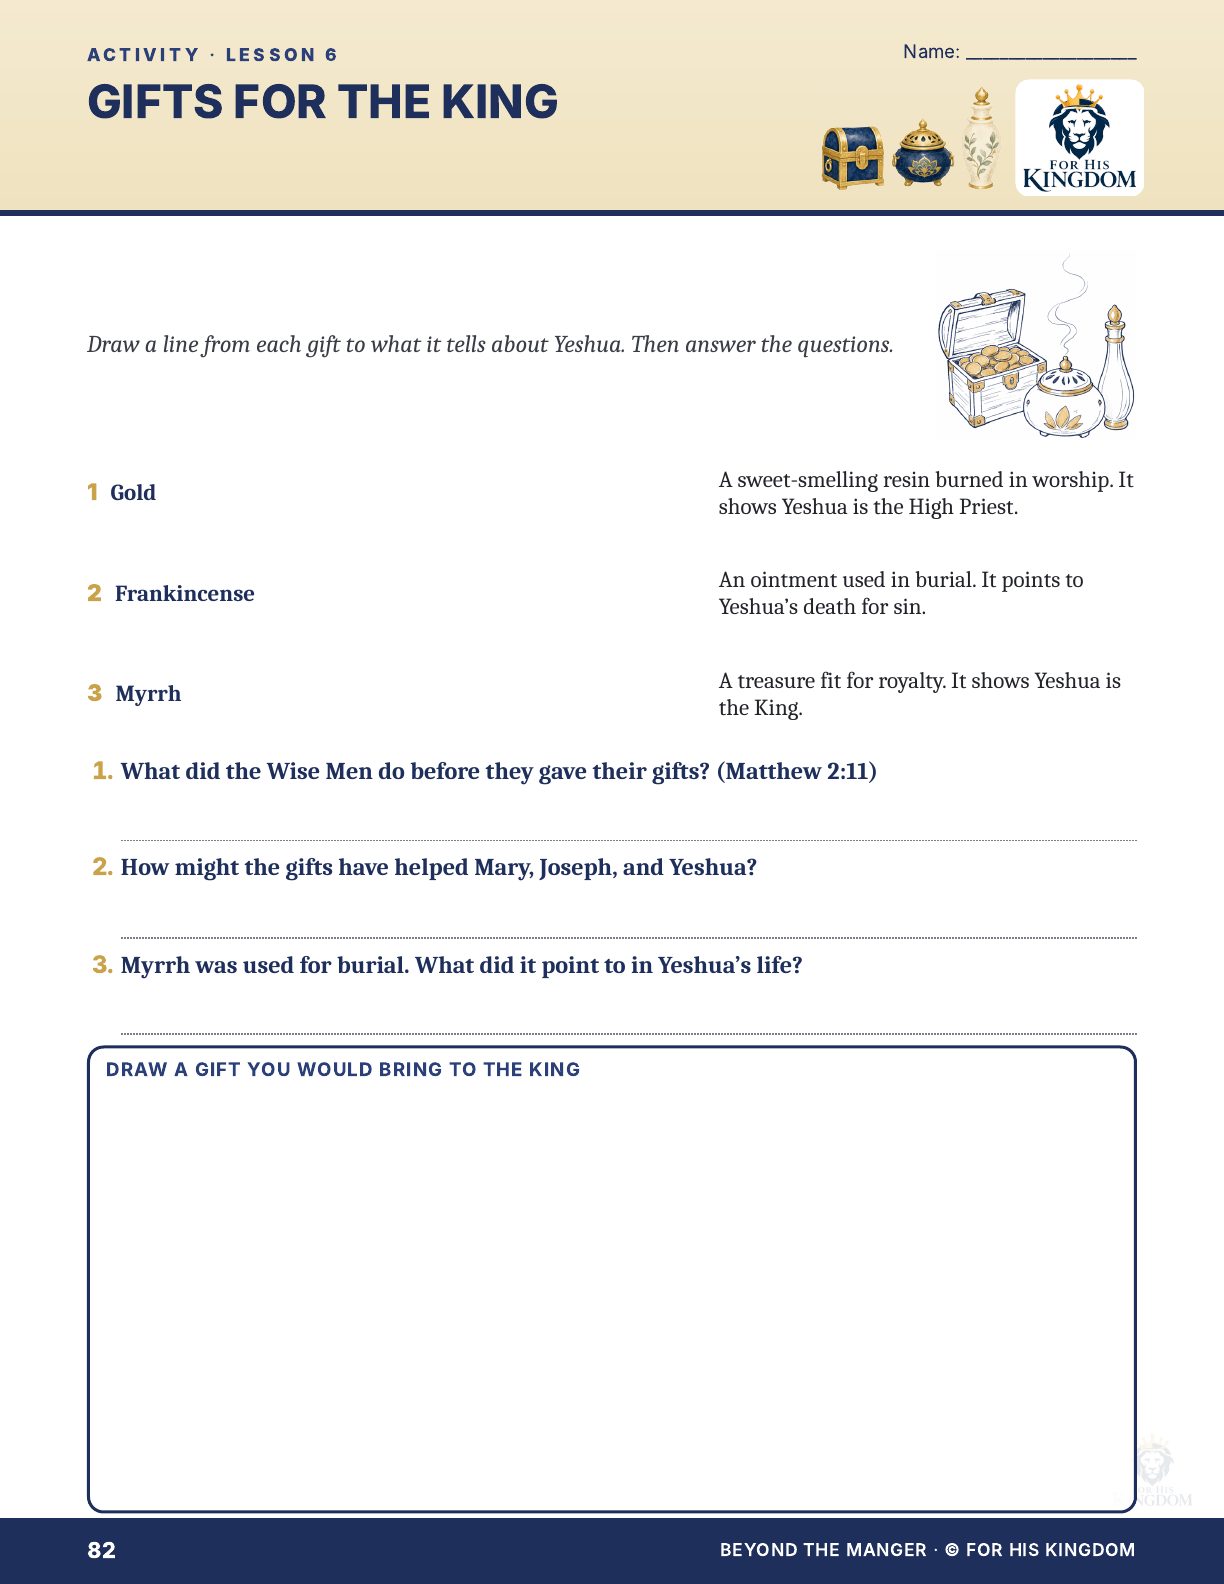 ACTIVITY · LESSON 6
Name: ________________
GIFTS FOR THE KING
FOR HIS
KINGDOM
Draw a line from each gift to what it tells about Yeshua. Then answer the questions.
1 Gold
A sweet-smelling resin burned in worship. It
shows Yeshua is the High Priest.
2 Frankincense
An ointment used in burial. It points to
Yeshua’s death for sin.
3 Myrrh
A treasure fit for royalty. It shows Yeshua is
the King.
1. What did the Wise Men do before they gave their gifts? (Matthew 2:11)
2. How might the gifts have helped Mary, Joseph, and Yeshua?
3. Myrrh was used for burial. What did it point to in Yeshua’s life?
DRAW A GIFT YOU WOULD BRING TO THE KING
82
BEYOND THE MANGER · © FOR HIS KINGDOM